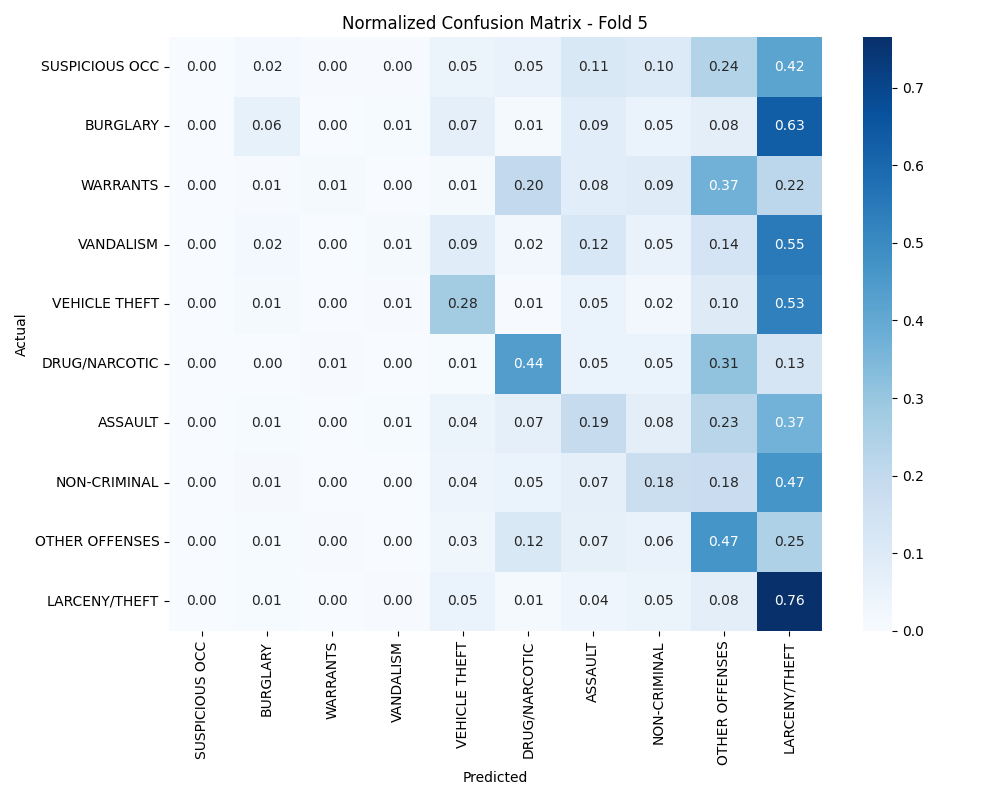 Normalized Confusion Matrix - Fold 5
Actual
SUSPICIOUS OCC 0.00 0.02 0.00 0.00 0.05 0.05 0.11 0.10 0.24 0.42
BURGLARY 0.00 0.06 0.00 0.01 0.07 0.01 0.09 0.05 0.08 0.63
WARRANTS 0.00 0.01 0.01 0.00 0.01 0.20 0.08 0.09 0.37 0.22
VANDALISM 0.00 0.02 0.00 0.01 0.09 0.02 0.12 0.05 0.14 0.55
VEHICLE THEFT 0.00 0.01 0.00 0.01 0.28 0.01 0.05 0.02 0.10 0.53
DRUG/NARCOTIC 0.00 0.00 0.01 0.00 0.01 0.44 0.05 0.05 0.31 0.13
ASSAULT 0.00 0.01 0.00 0.01 0.04 0.07 0.19 0.08 0.23 0.37
NON-CRIMINAL 0.00 0.01 0.00 0.00 0.04 0.05 0.07 0.18 0.18 0.47
OTHER OFFENSES 0.00 0.01 0.00 0.00 0.03 0.12 0.07 0.06 0.47 0.25
LARCENY/THEFT 0.00 0.01 0.00 0.00 0.05 0.01 0.04 0.05 0.08 0.76
SUSPICIOUS OCC
BURGLARY
WARRANTS
VANDALISM
VEHICLE THEFT
DRUG/NARCOTIC
ASSAULT
NON-CRIMINAL
OTHER OFFENSES
LARCENY/THEFT
Predicted
0.7
0.6
0.5
0.4
0.3
0.2
0.1
0.0